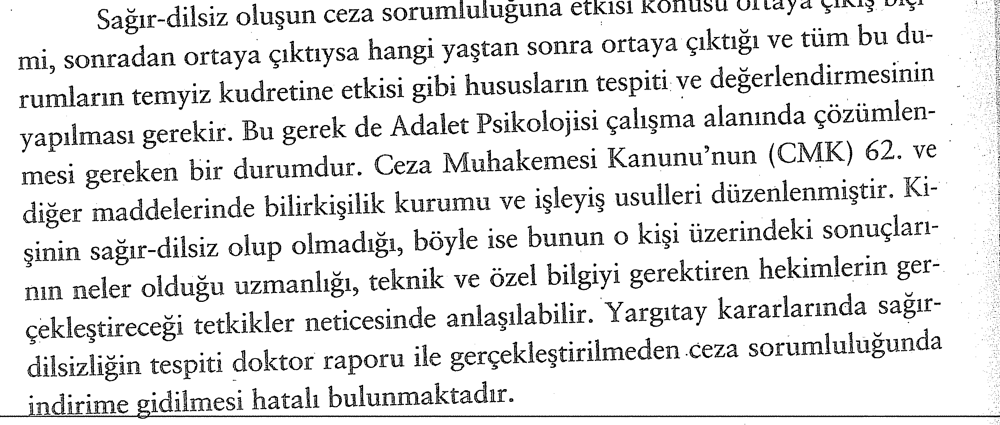 Sağır-dilsiz oluşun ceza sorumluluğuna etkisi konusu ortaya çıkış biçi-
mi, sonradan ortaya çıktıysa hangi yaştan sonra ortaya çıktığı ve tüm bu du-
rumların temyiz kudretine etkisi gibi hususların tespiti ve değerlendirmesinin
yapılması gerekir. Bu gerek de Adalet Psikolojisi çalışma alanında çözümlen-
mesi gereken bir durumdur. Ceza Muhakemesi Kanunu’nun (CMK) 62. ve
diğer maddelerinde bilirkişilik kurumu ve işleyiş usulleri düzenlenmiştir. Ki-
şinin sağır-dilsiz olup olmadığı, böyle ise bunun o kişi üzerindeki sonuçları-
nın neler olduğu uzmanlığı, teknik ve özel bilgiyi gerektiren hekimlerin ger-
çekleştireceği tetkikler neticesinde anlaşılabilir. Yargıtay kararlarında sağır-
dilsizliğin tespiti doktor raporu ile gerçekleştirilmeden ceza sorumluluğunda
indirime gidilmesi hatalı bulunmaktadır.